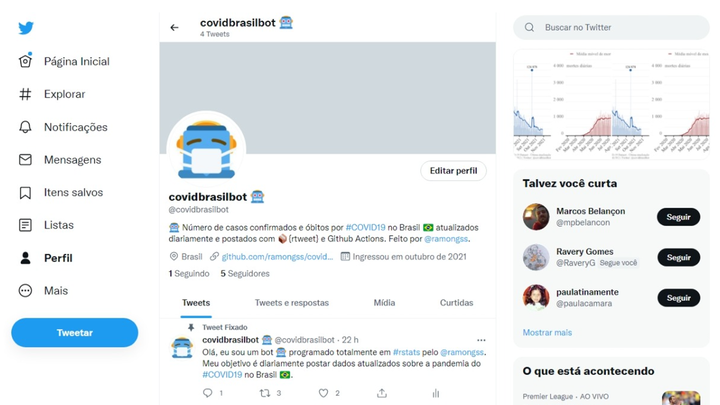 covidbrasilbot
4 Tweets
Página Inicial
Explorar
Notificações
Mensagens
Itens salvos
Listas
Perfil
Mais
Tweetar
Editar perfil
covidbrasilbot
@covidbrasilbot
Número de casos confirmados e óbitos por #COVID19 no Brasil 🇧🇷 atualizados
diariamente e postados com 📦{rtweet} e Github Actions. Feito por @ramongss.
Brasil github.com/ramongss/covid... Ingressou em outubro de 2021
1 Seguindo 5 Seguidores
Tweets Tweets e respostas Mídia Curtidas
Tweet Fixado
covidbrasilbot @covidbrasilbot · 22 h
Olá, eu sou um bot programado totalmente em #rstats pelo @ramongss.
Meu objetivo é diariamente postar dados atualizados sobre a pandemia do
#COVID19 no Brasil 🇧🇷.
1 3 2
Buscar no Twitter
Talvez você curta
Marcos Belançon
@mpbelancon
Seguir
Ravery Gomes
@RaveryG Segue você
Seguir
paulatinamente
@paulacamara
Seguir
Mostrar mais
O que está acontecendo
Premier League · AO VIVO